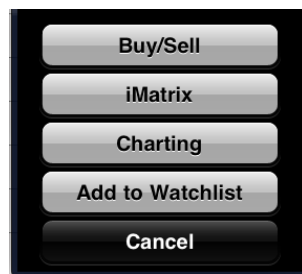 Buy/Sell
iMatrix
Charting
Add to Watchlist
Cancel